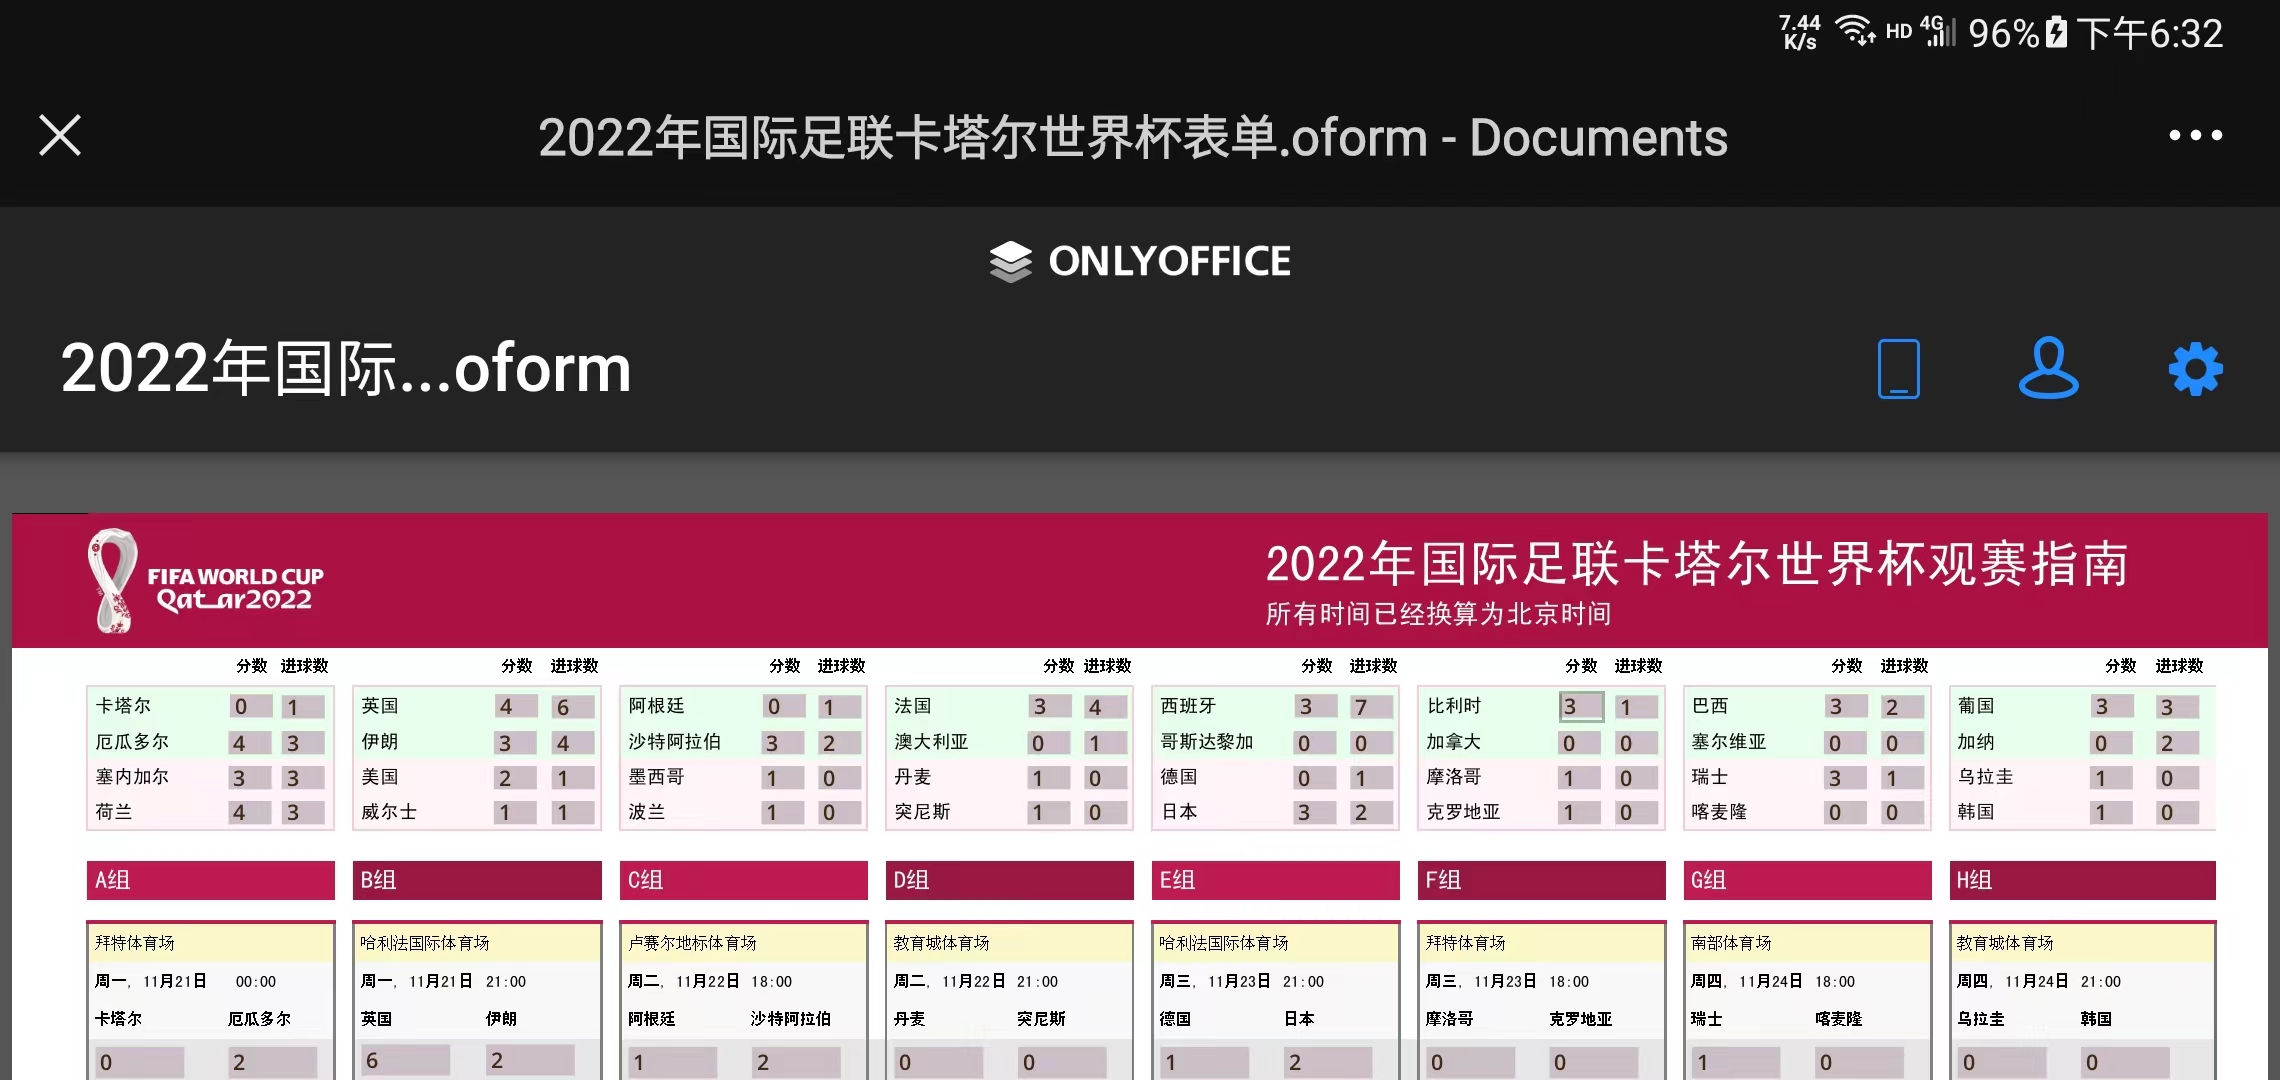 7.44 K/s HD 4G 96% 下午6:32
2022年国际足联卡塔尔世界杯表单.oform - Documents
ONLYOFFICE
2022年国际...oform
FIFA WORLD CUP
Qatar2022
2022年国际足联卡塔尔世界杯观赛指南
所有时间已经换算为北京时间
分数 进球数 分数 进球数 分数 进球数 分数 进球数 分数 进球数 分数 进球数 分数 进球数 分数 进球数
卡塔尔 0 1 英国 4 6 阿根廷 0 1 法国 3 4 西班牙 3 7 比利时 3 1 巴西 3 2 葡国 3 3
厄瓜多尔 4 3 伊朗 3 4 沙特阿拉伯 3 2 澳大利亚 0 1 哥斯达黎加 0 0 加拿大 0 0 塞尔维亚 0 0 加纳 0 2
塞内加尔 3 3 美国 2 1 墨西哥 1 0 丹麦 1 0 德国 0 1 摩洛哥 1 0 瑞士 3 1 乌拉圭 1 0
荷兰 4 3 威尔士 1 1 波兰 1 0 突尼斯 1 0 日本 3 2 克罗地亚 1 0 喀麦隆 0 0 韩国 1 0
A组 B组 C组 D组 E组 F组 G组 H组
拜特体育场 哈利法国际体育场 卢赛尔地标体育场 教育城体育场 哈利法国际体育场 拜特体育场 南部体育场 教育城体育场
周一, 11月21日 00:00 周一, 11月21日 21:00 周二, 11月22日 18:00 周二, 11月22日 21:00 周三, 11月23日 21:00 周三, 11月23日 18:00 周四, 11月24日 18:00 周四, 11月24日 21:00
卡塔尔 厄瓜多尔 英国 伊朗 阿根廷 沙特阿拉伯 丹麦 突尼斯 德国 日本 摩洛哥 克罗地亚 瑞士 喀麦隆 乌拉圭 韩国
0 2 6 2 1 2 0 0 1 2 0 0 1 0 0 0